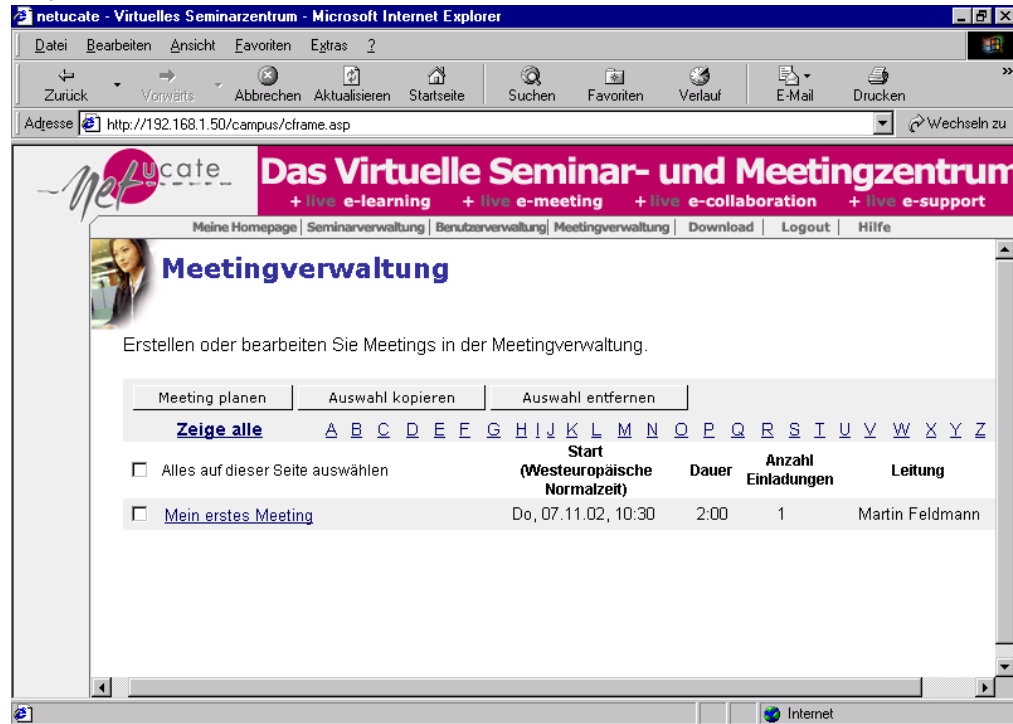 netucate - Virtuelles Seminarzentrum - Microsoft Internet Explorer
Datei Bearbeiten Ansicht Favoriten Extras ?
Zurück Vorwärts Abbrechen Aktualisieren Startseite Suchen Favoriten Verlauf E-Mail Drucken »
Adresse http://192.168.1.50/campus/cframe.asp Wechseln zu
netucate Das Virtuelle Seminar- und Meetingzentrum
+ live e-learning + live e-meeting + live e-collaboration + live e-support
Meine Homepage | Seminarverwaltung | Benutzerverwaltung | Meetingverwaltung | Download | Logout | Hilfe
Meetingverwaltung
Erstellen oder bearbeiten Sie Meetings in der Meetingverwaltung.
Meeting planen Auswahl kopieren Auswahl entfernen
Zeige alle A B C D E F G H I J K L M N O P Q R S T U V W X Y Z
Alles auf dieser Seite auswählen Start (Westeuropäische Normalzeit) Dauer Anzahl Einladungen Leitung
Mein erstes Meeting Do, 07.11.02, 10:30 2:00 1 Martin Feldmann
Internet